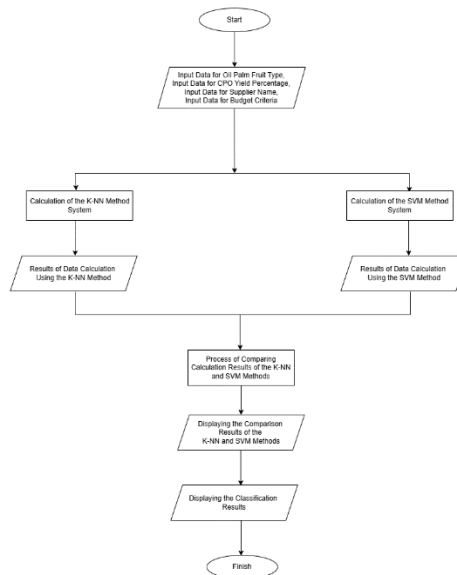 Start
Input Data for Oil Palm Fruit Type,
Input Data for CPO Yield Percentage,
Input Data for Supplier Name,
Input Data for Budget Criteria
Calculation of the K-NN Method
System
Calculation of the SVM Method
System
Results of Data Calculation
Using the K-NN Method
Results of Data Calculation
Using the SVM Method
Process of Comparing
Calculation Results of the K-NN
and SVM Methods
Displaying the Comparison
Results of the
K-NN and SVM Methods
Displaying the Classification
Results
Finish